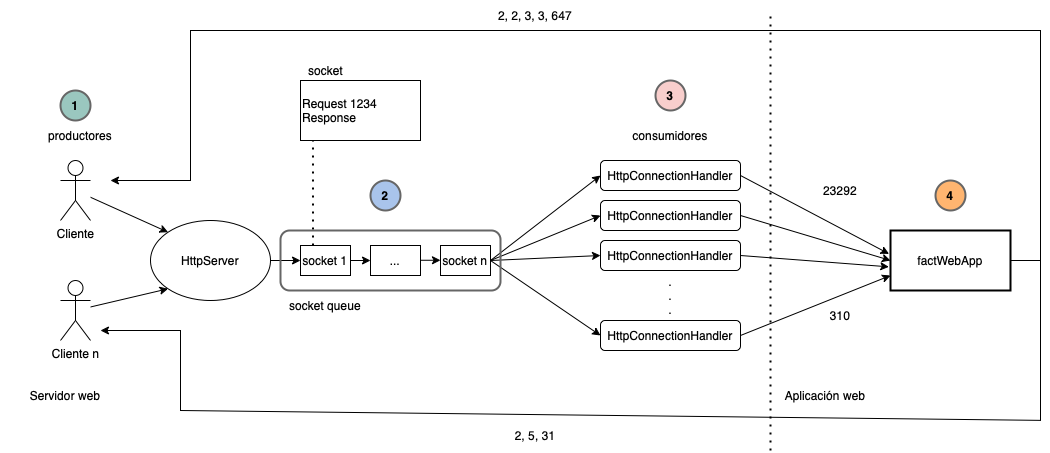 2, 2, 3, 3, 647
socket
Request 1234
Response
1
productores
3
consumidores
2
4
HttpConnectionHandler
23292
HttpConnectionHandler
Cliente
HttpServer
socket 1
...
socket n
HttpConnectionHandler
factWebApp
socket queue
.
.
.
310
HttpConnectionHandler
Cliente n
Servidor web
Aplicación web
2, 5, 31